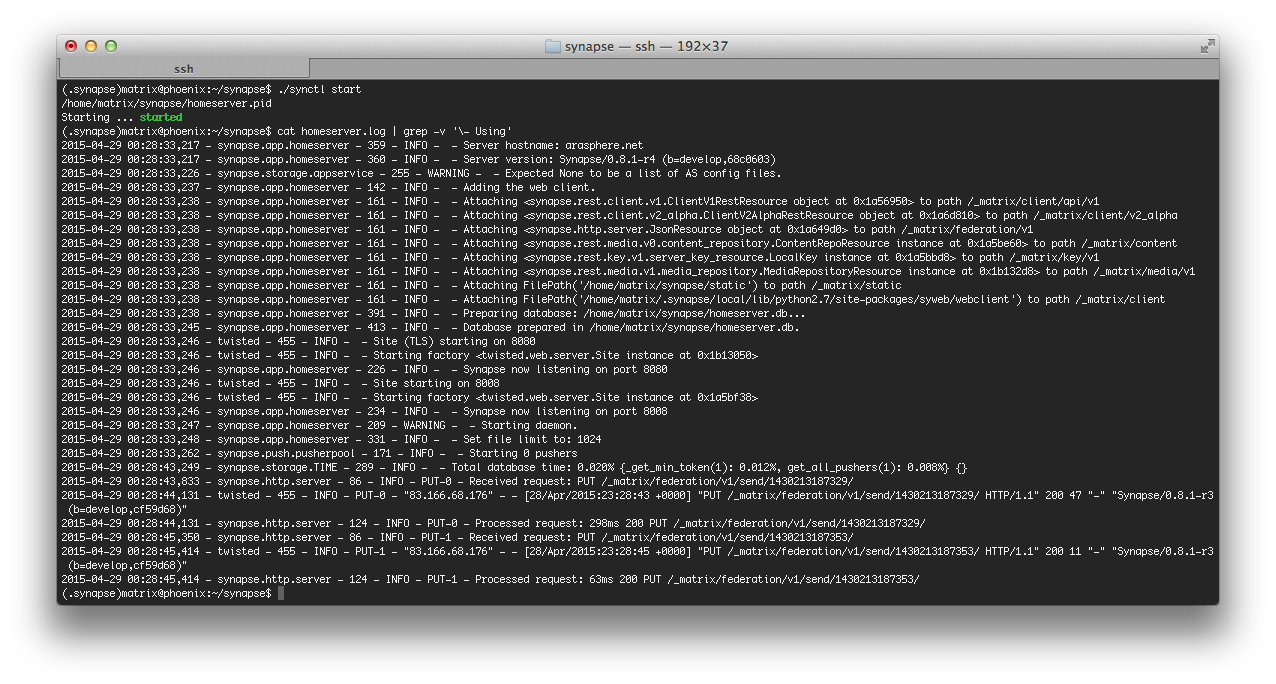 synapse — ssh — 192×37
ssh
(.synapse)matrix@phoenix:~/synapse$ ./synctl start
/home/matrix/synapse/homeserver.pid
Starting ... started
(.synapse)matrix@phoenix:~/synapse$ cat homeserver.log | grep -v '\- Using'
2015-04-29 00:28:33,217 - synapse.app.homeserver - 359 - INFO -  - Server hostname: arasphere.net
2015-04-29 00:28:33,217 - synapse.app.homeserver - 360 - INFO -  - Server version: Synapse/0.8.1-r4 (b=develop,68c0603)
2015-04-29 00:28:33,226 - synapse.storage.appservice - 255 - WARNING -  - Expected None to be a list of AS config files.
2015-04-29 00:28:33,237 - synapse.app.homeserver - 142 - INFO -  - Adding the web client.
2015-04-29 00:28:33,238 - synapse.app.homeserver - 161 - INFO -  - Attaching <synapse.rest.client.v1.ClientV1RestResource object at 0x1a56950> to path /_matrix/client/api/v1
2015-04-29 00:28:33,238 - synapse.app.homeserver - 161 - INFO -  - Attaching <synapse.rest.client.v2_alpha.ClientV2AlphaRestResource object at 0x1a6d810> to path /_matrix/client/v2_alpha
2015-04-29 00:28:33,238 - synapse.app.homeserver - 161 - INFO -  - Attaching <synapse.http.server.JsonResource object at 0x1a649d0> to path /_matrix/federation/v1
2015-04-29 00:28:33,238 - synapse.app.homeserver - 161 - INFO -  - Attaching <synapse.rest.media.v0.content_repository.ContentRepoResource instance at 0x1a5be60> to path /_matrix/content
2015-04-29 00:28:33,238 - synapse.app.homeserver - 161 - INFO -  - Attaching <synapse.rest.key.v1.server_key_resource.LocalKey instance at 0x1a5bbd8> to path /_matrix/key/v1
2015-04-29 00:28:33,238 - synapse.app.homeserver - 161 - INFO -  - Attaching <synapse.rest.media.v1.media_repository.MediaRepositoryResource instance at 0x1b132d8> to path /_matrix/media/v1
2015-04-29 00:28:33,238 - synapse.app.homeserver - 161 - INFO -  - Attaching FilePath('/home/matrix/synapse/static') to path /_matrix/static
2015-04-29 00:28:33,238 - synapse.app.homeserver - 161 - INFO -  - Attaching FilePath('/home/matrix/.synapse/local/lib/python2.7/site-packages/syweb/webclient') to path /_matrix/client
2015-04-29 00:28:33,238 - synapse.app.homeserver - 391 - INFO -  - Preparing database: /home/matrix/synapse/homeserver.db...
2015-04-29 00:28:33,245 - synapse.app.homeserver - 413 - INFO -  - Database prepared in /home/matrix/synapse/homeserver.db.
2015-04-29 00:28:33,246 - twisted - 455 - INFO -  - Site (TLS) starting on 8080
2015-04-29 00:28:33,246 - twisted - 455 - INFO -  - Starting factory <twisted.web.server.Site instance at 0x1b13050>
2015-04-29 00:28:33,246 - synapse.app.homeserver - 226 - INFO -  - Synapse now listening on port 8080
2015-04-29 00:28:33,246 - twisted - 455 - INFO -  - Site starting on 8008
2015-04-29 00:28:33,246 - twisted - 455 - INFO -  - Starting factory <twisted.web.server.Site instance at 0x1a5bf38>
2015-04-29 00:28:33,246 - synapse.app.homeserver - 234 - INFO -  - Synapse now listening on port 8008
2015-04-29 00:28:33,247 - synapse.app.homeserver - 209 - WARNING -  - Starting daemon.
2015-04-29 00:28:33,248 - synapse.app.homeserver - 331 - INFO -  - Set file limit to: 1024
2015-04-29 00:28:33,262 - synapse.push.pusherpool - 171 - INFO -  - Starting 0 pushers
2015-04-29 00:28:43,249 - synapse.storage.TIME - 289 - INFO -  - Total database time: 0.020% {_get_min_token(1): 0.012%, get_all_pushers(1): 0.008%} {}
2015-04-29 00:28:43,833 - synapse.http.server - 86 - INFO - PUT-0 - Received request: PUT /_matrix/federation/v1/send/1430213187329/
2015-04-29 00:28:44,131 - twisted - 455 - INFO - PUT-0 - "83.166.68.176" - - [28/Apr/2015:23:28:43 +0000] "PUT /_matrix/federation/v1/send/1430213187329/ HTTP/1.1" 200 47 "-" "Synapse/0.8.1-r3
(b=develop,cf59d68)"
2015-04-29 00:28:44,131 - synapse.http.server - 124 - INFO - PUT-0 - Processed request: 298ms 200 PUT /_matrix/federation/v1/send/1430213187329/
2015-04-29 00:28:45,350 - synapse.http.server - 86 - INFO - PUT-1 - Received request: PUT /_matrix/federation/v1/send/1430213187353/
2015-04-29 00:28:45,414 - twisted - 455 - INFO - PUT-1 - "83.166.68.176" - - [28/Apr/2015:23:28:45 +0000] "PUT /_matrix/federation/v1/send/1430213187353/ HTTP/1.1" 200 11 "-" "Synapse/0.8.1-r3
(b=develop,cf59d68)"
2015-04-29 00:28:45,414 - synapse.http.server - 124 - INFO - PUT-1 - Processed request: 63ms 200 PUT /_matrix/federation/v1/send/1430213187353/
(.synapse)matrix@phoenix:~/synapse$